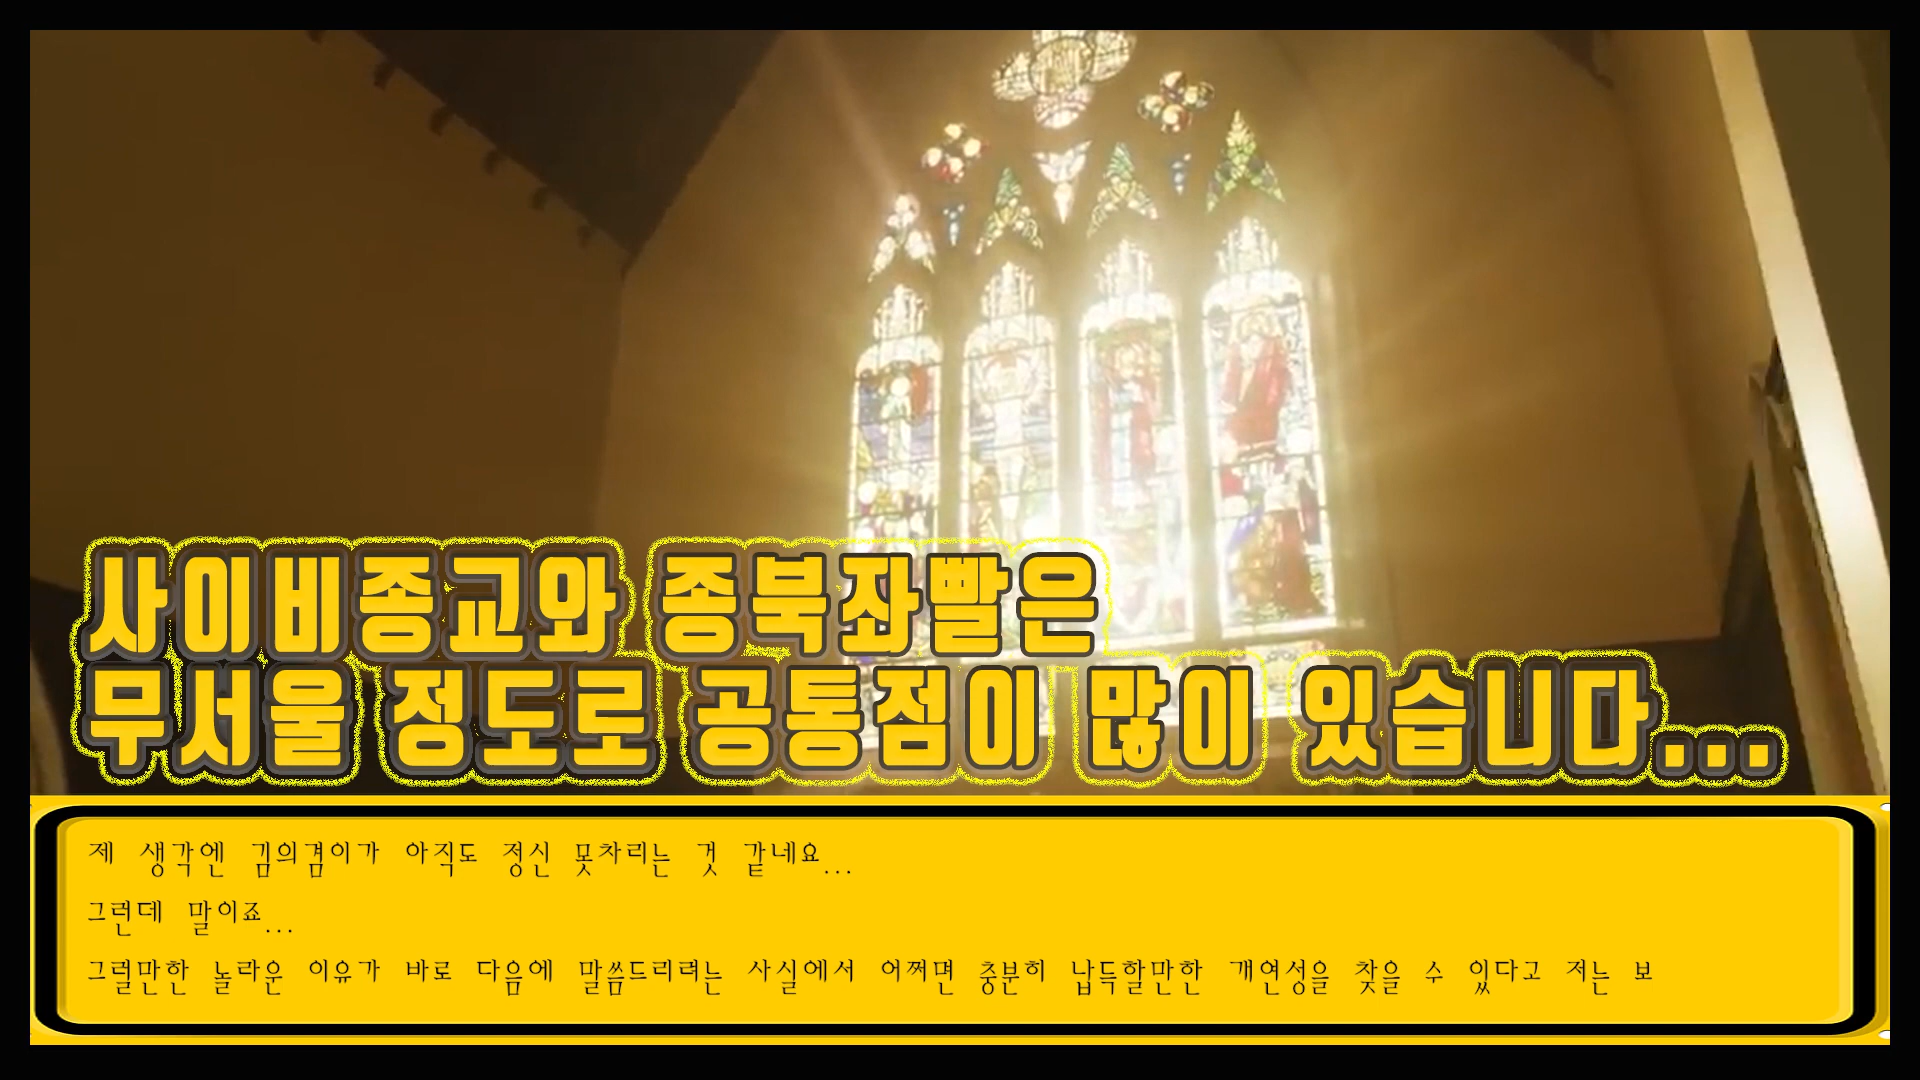 사이비종교와 종북좌빨은
무서울 정도로 공통점이 많이 있습니다...
제 생각엔 김의겸이가 아직도 정신 못차리는 것 같네요...
그런데 말이죠...
그럴만한 놀라운 이유가 바로 다음에 말씀드리려는 사실에서 어쩌면 충분히 납득할만한 개연성을 찾을 수 있다고 저는 보